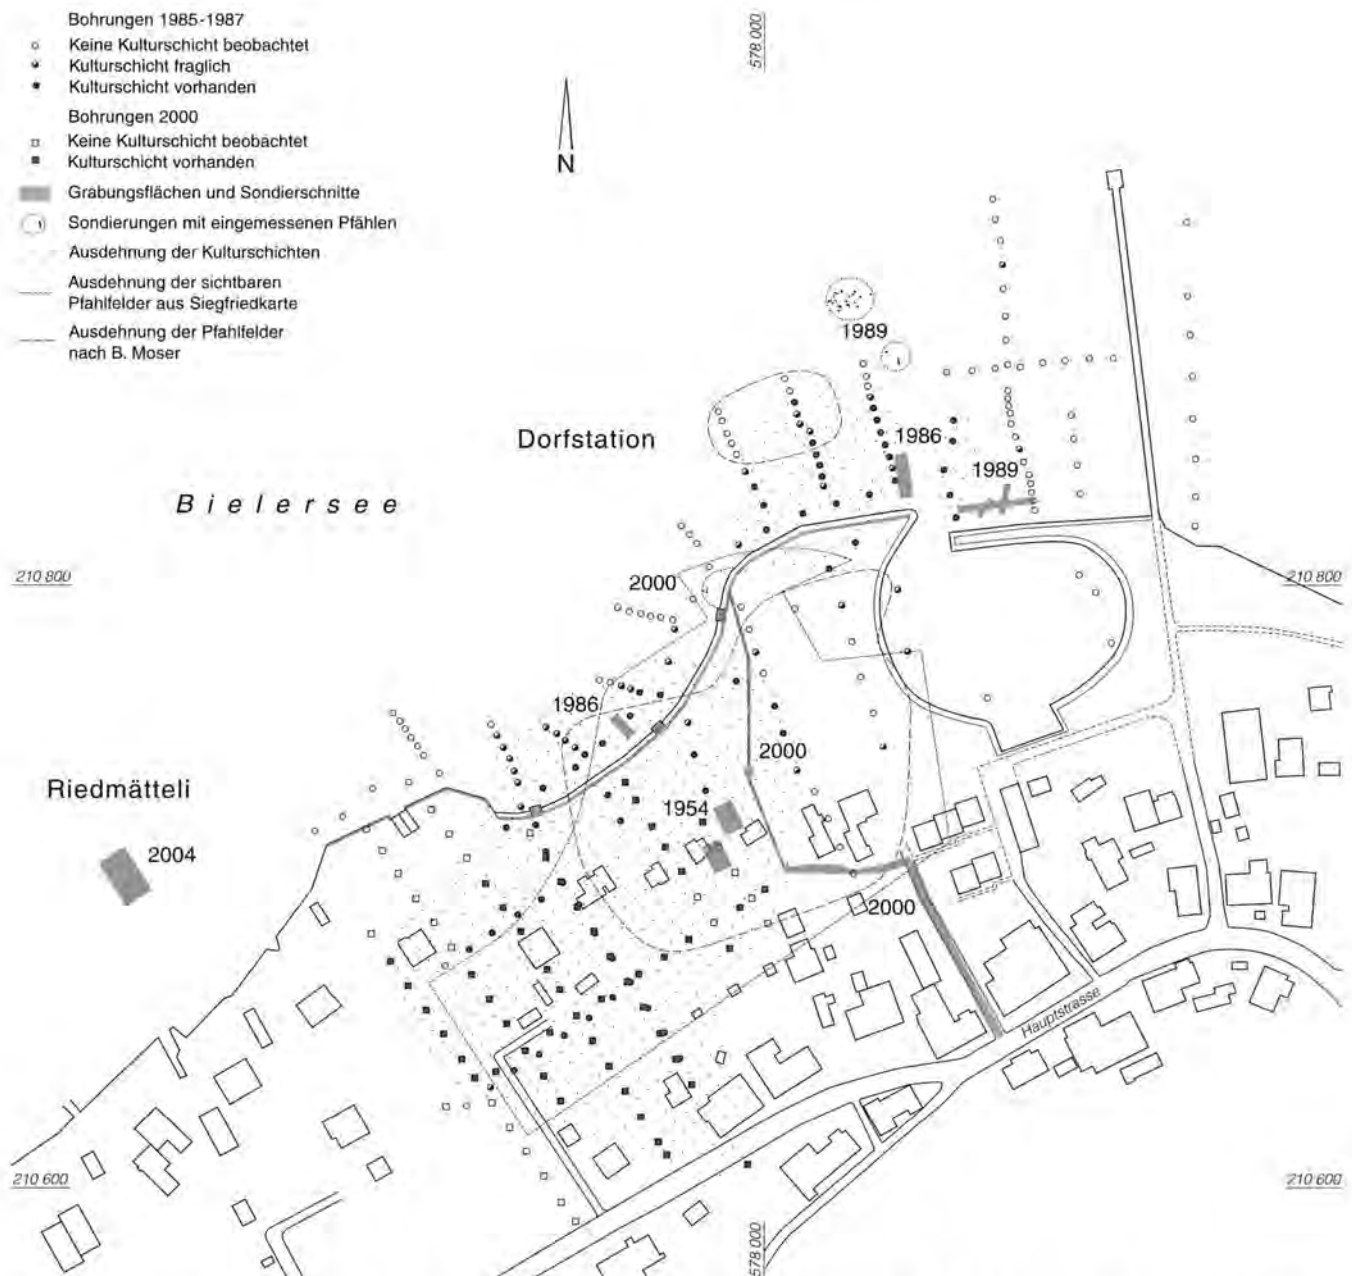 Bohrungen 1985-1987
Keine Kulturschicht beobachtet
Kulturschicht fraglich
Kulturschicht vorhanden
Bohrungen 2000
Keine Kulturschicht beobachtet
Kulturschicht vorhanden
Grabungsflächen und Sondierschnitte
Sondierungen mit eingemessenen Pfählen
Ausdehnung der Kulturschichten
Ausdehnung der sichtbaren
Pfahlfelder aus Siegfriedkarte
Ausdehnung der Pfahlfelder
nach B. Moser
578 000
N
1989
Dorfstation
1986
1989
Bielersee
210 800
2000
210 800
1986
2000
Riedmätteli
1954
2004
2000
Hauptstrasse
210 600
210 600
578 000